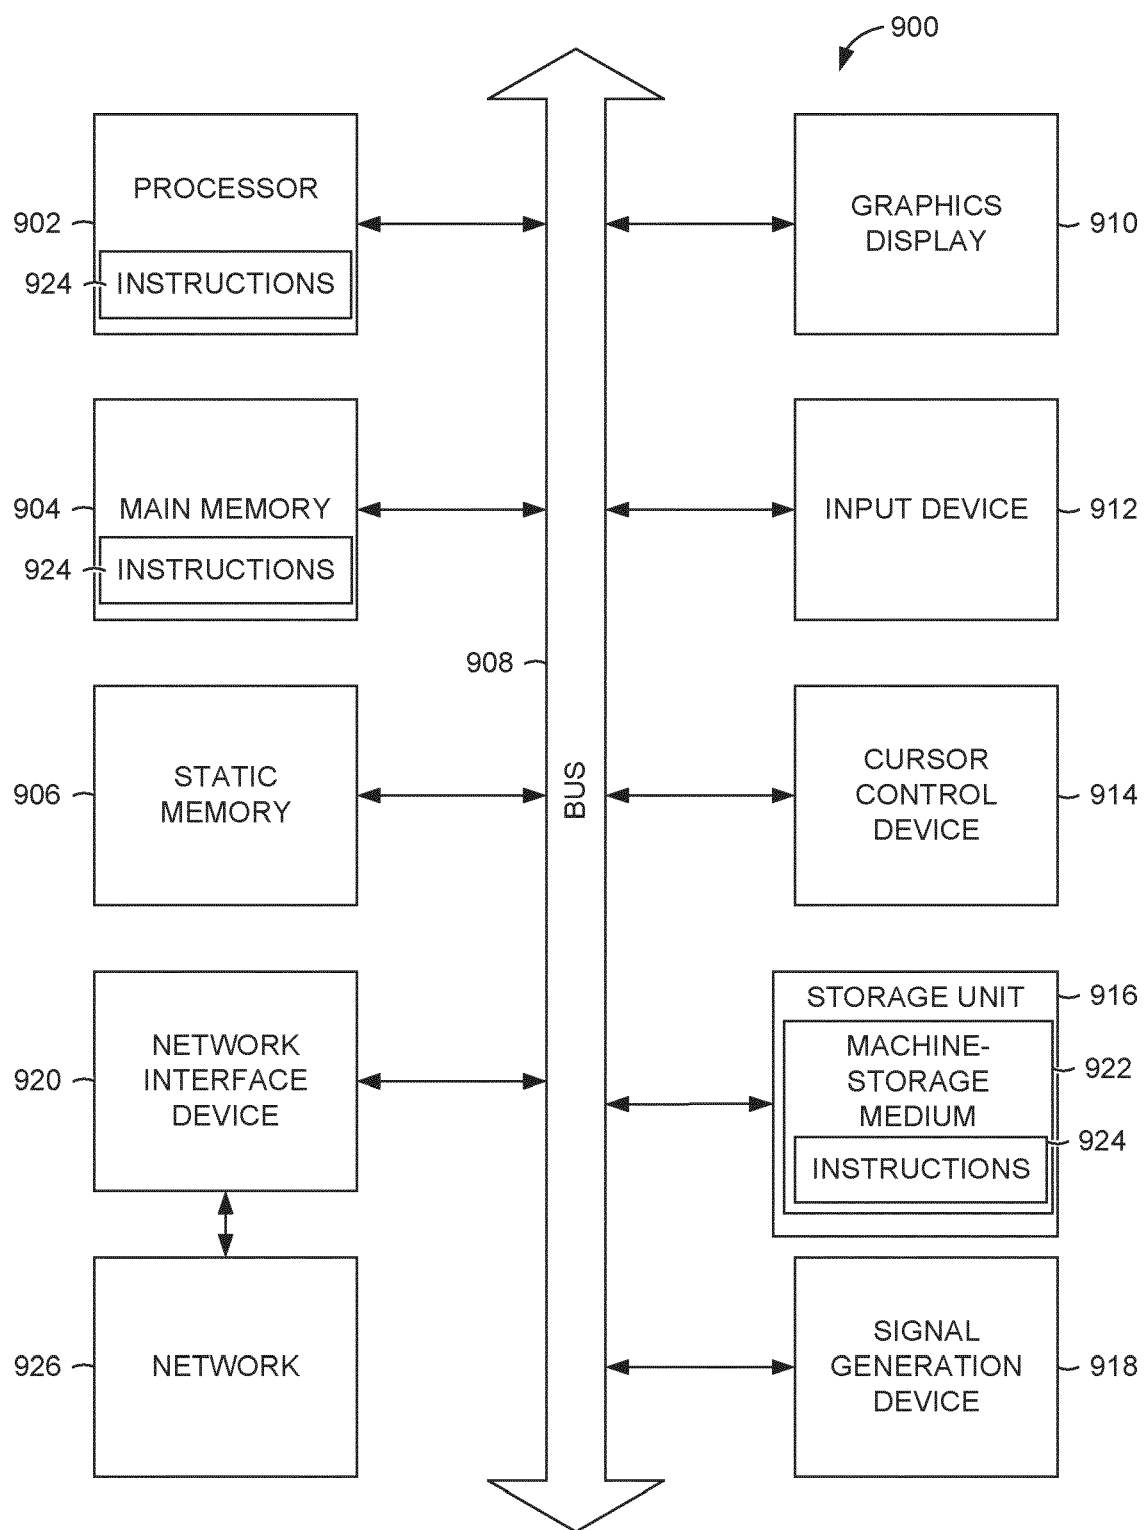 900
PROCESSOR
902
924
INSTRUCTIONS
GRAPHICS
DISPLAY
910
904
MAIN MEMORY
924
INSTRUCTIONS
INPUT DEVICE
912
908
BUS
906
STATIC
MEMORY
CURSOR
CONTROL
DEVICE
914
920
NETWORK
INTERFACE
DEVICE
STORAGE UNIT
916
MACHINE-
STORAGE
MEDIUM
922
924
INSTRUCTIONS
926
NETWORK
SIGNAL
GENERATION
DEVICE
918